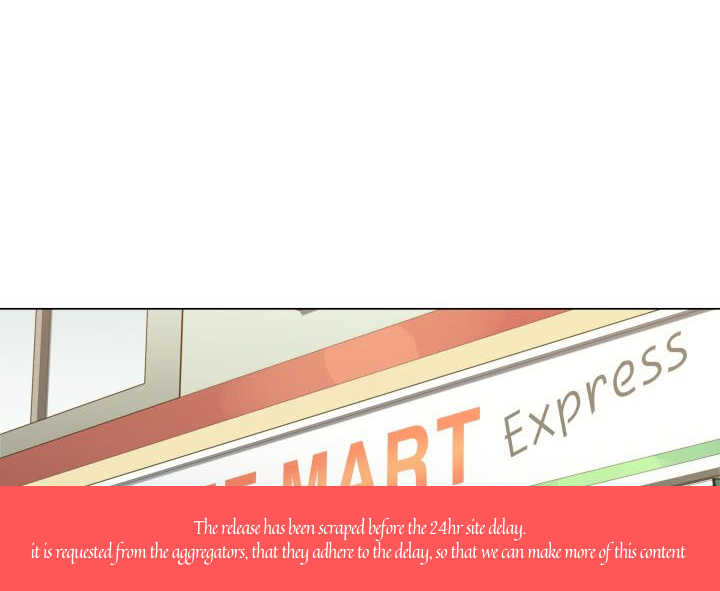 MART Express
The release has been scraped before the 24hr site delay.
it is requested from the aggregators, that they adhere to the delay, so that we can make more of this content